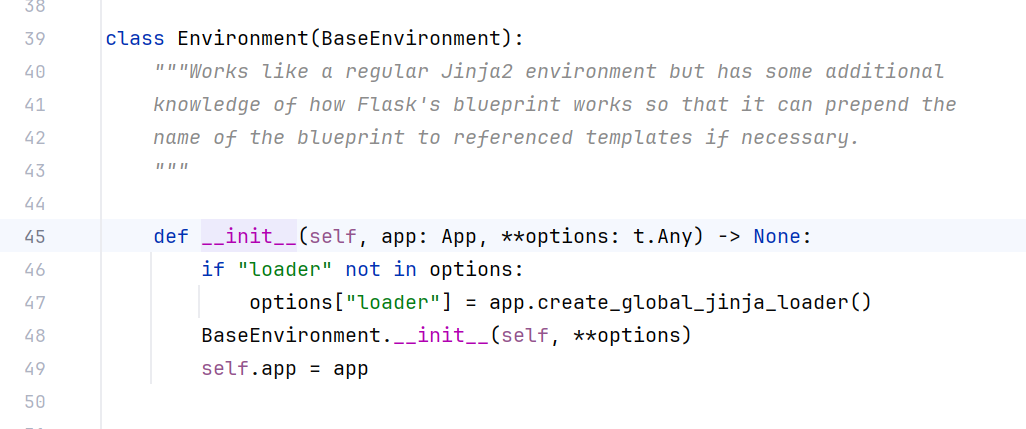 38
39 class Environment(BaseEnvironment):
40     """Works like a regular Jinja2 environment but has some additional
41     knowledge of how Flask's blueprint works so that it can prepend the
42     name of the blueprint to referenced templates if necessary.
43     """
44
45     def __init__(self, app: App, **options: t.Any) -> None:
46         if "loader" not in options:
47             options["loader"] = app.create_global_jinja_loader()
48         BaseEnvironment.__init__(self, **options)
49         self.app = app
50